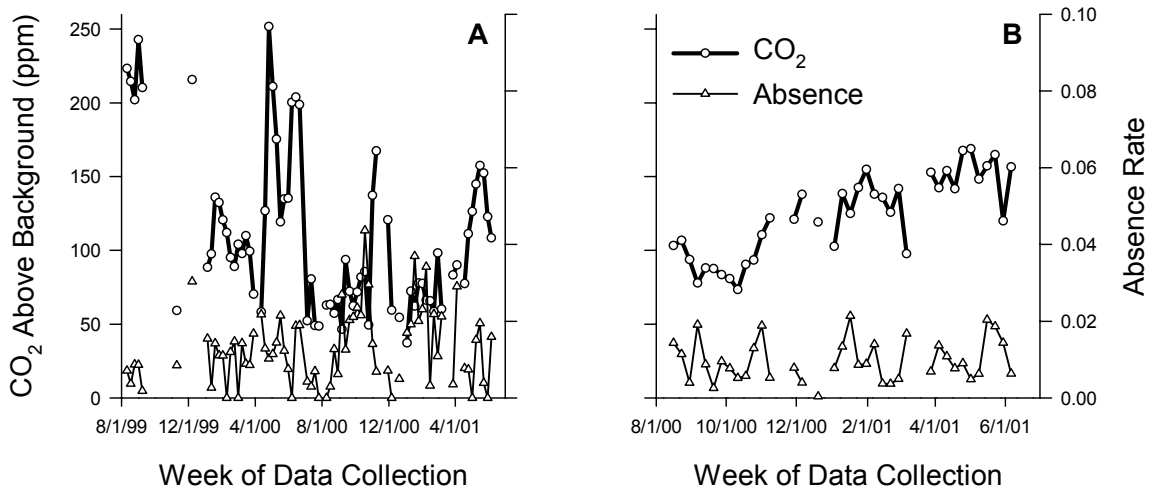 A
B
CO2 Above Background (ppm)
250
200
150
100
50
0
8/1/99 12/1/99 4/1/00 8/1/00 12/1/00 4/1/01
Week of Data Collection
CO2
Absence
8/1/00 10/1/00 12/1/00 2/1/01 4/1/01 6/1/01
Week of Data Collection
0.10
0.08
0.06
0.04
0.02
0.00
Absence Rate